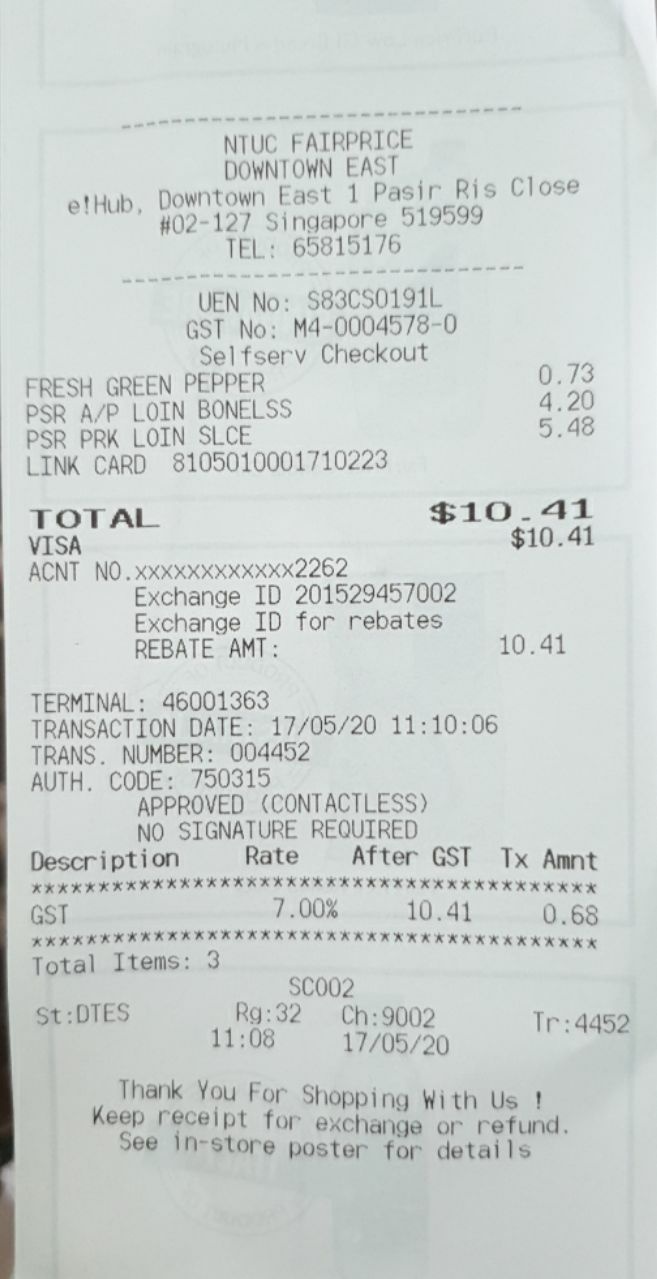 NTUC FAIRPRICE
DOWNTOWN EAST
e!Hub, Downtown East 1 Pasir Ris Close
#02-127 Singapore 519599
TEL: 65815176
UEN No: S83CS0191L
GST No: M4-0004578-0
Selfserv Checkout
FRESH GREEN PEPPER 0.73
PSR A/P LOIN BONELSS 4.20
PSR PRK LOIN SLCE 5.48
LINK CARD 8105010001710223
TOTAL $10.41
VISA $10.41
ACNT NO.xxxxxxxxxxxx2262
Exchange ID 201529457002
Exchange ID for rebates
REBATE AMT: 10.41
TERMINAL: 46001363
TRANSACTION DATE: 17/05/20 11:10:06
TRANS. NUMBER: 004452
AUTH. CODE: 750315
APPROVED (CONTACTLESS)
NO SIGNATURE REQUIRED
Description Rate After GST Tx Amnt
******************************************
GST 7.00% 10.41 0.68
******************************************
Total Items: 3
SC002
St:DTES Rg:32 Ch:9002 Tr:4452
11:08 17/05/20
Thank You For Shopping With Us !
Keep receipt for exchange or refund.
See in-store poster for details